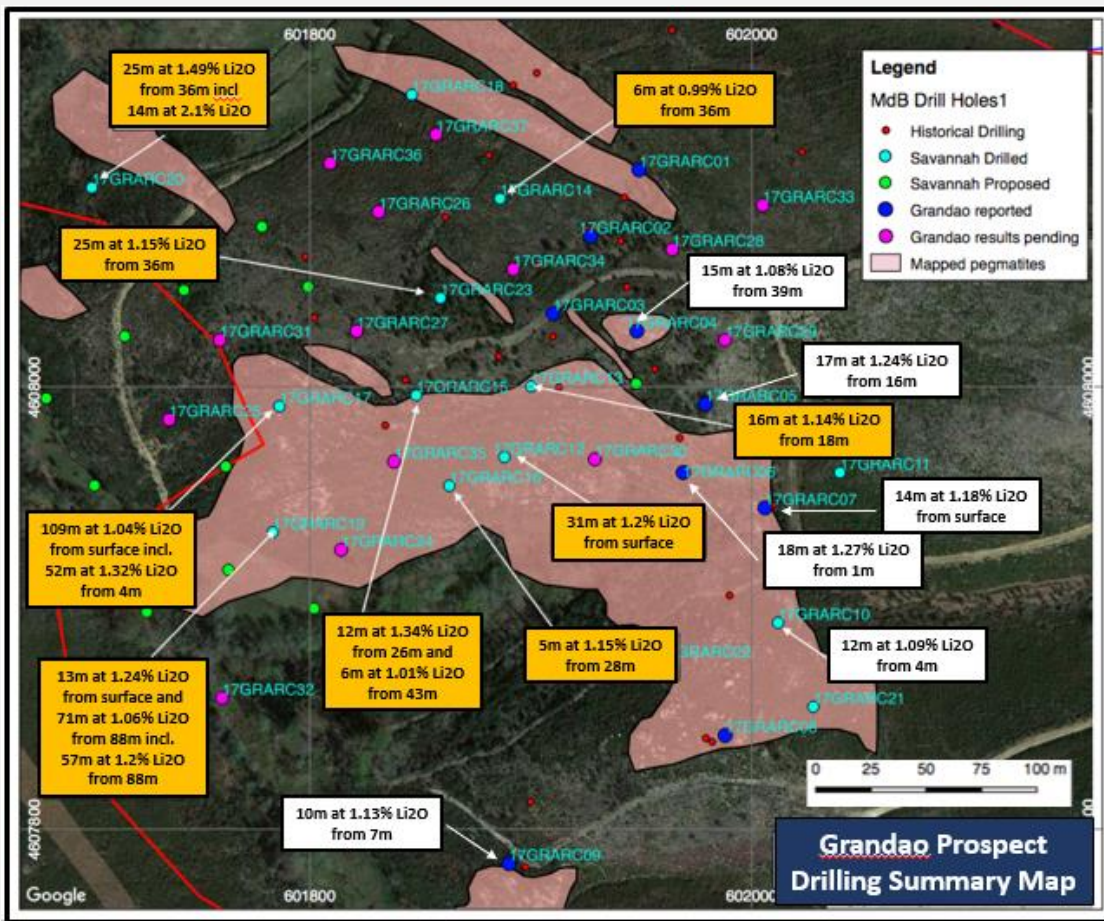 601800
602000
25m at 1.49% Li2O
from 36m incl
14m at 2.1% Li2O
6m at 0.99% Li2O
from 36m
Legend
MdB Drill Holes1
Historical Drilling
Savannah Drilled
Savannah Proposed
Grandao reported
Grandao results pending
Mapped pegmatites
17GRARC18
17GRARC37
17GRARC36
17GRARC01
17GRARC20
17GRARC14
17GRARC26
17GRARC33
17GRARC02
17GRARC28
25m at 1.15% Li2O
from 36m
17GRARC34
15m at 1.08% Li2O
from 39m
17GRARC23
17GRARC03
17GRARC04
17GRARC31
17GRARC27
17GRARC29
4608000
4608000
17m at 1.24% Li2O
from 16m
17GRARC13
17GRARC15
17GRARC17
17GRARC05
17GRARC25
16m at 1.14% Li2O
from 18m
17GRARC35
17GRARC12
17GRARC30
17GRARC16
17GRARC06
17GRARC11
17GRARC07
14m at 1.18% Li2O
from surface
109m at 1.04% Li2O
from surface incl.
52m at 1.32% Li2O
from 4m
17GRARC19
17GRARC24
31m at 1.2% Li2O
from surface
18m at 1.27% Li2O
from 1m
17GRARC10
12m at 1.34% Li2O
from 26m and
6m at 1.01% Li2O
from 43m
5m at 1.15% Li2O
from 28m
12m at 1.09% Li2O
from 4m
13m at 1.24% Li2O
from surface and
71m at 1.06% Li2O
from 88m incl.
57m at 1.2% Li2O
from 88m
17GRARC32
17GRARC21
17GRARC08
0 25 50 75 100 m
10m at 1.13% Li2O
from 7m
4607800
17GRARC09
Grandao Prospect
Drilling Summary Map
Google
601800
602000